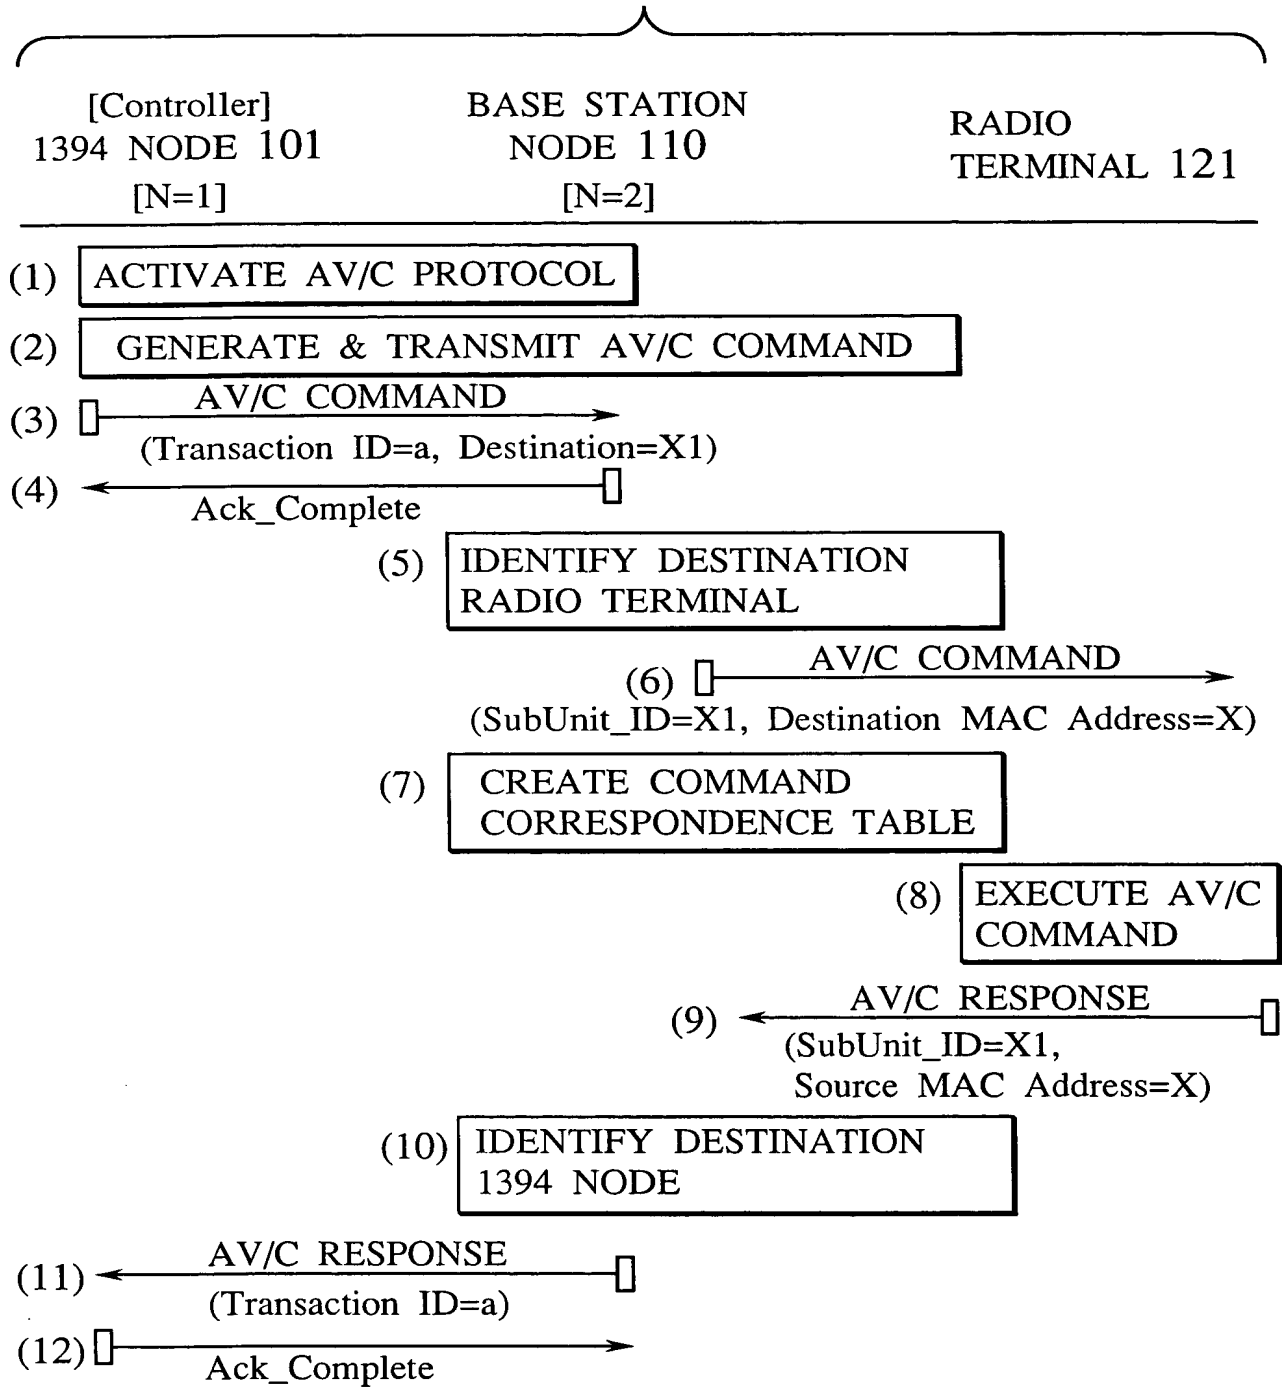 [Controller]
1394 NODE 101
[N=1]
BASE STATION
NODE 110
[N=2]
RADIO
TERMINAL 121
(1) ACTIVATE AV/C PROTOCOL
(2) GENERATE & TRANSMIT AV/C COMMAND
(3) AV/C COMMAND
(Transaction ID=a, Destination=X1)
(4) Ack_Complete
(5) IDENTIFY DESTINATION
RADIO TERMINAL
(6) AV/C COMMAND
(SubUnit_ID=X1, Destination MAC Address=X)
(7) CREATE COMMAND
CORRESPONDENCE TABLE
(8) EXECUTE AV/C
COMMAND
(9) AV/C RESPONSE
(SubUnit_ID=X1,
Source MAC Address=X)
(10) IDENTIFY DESTINATION
1394 NODE
(11) AV/C RESPONSE
(Transaction ID=a)
(12) Ack_Complete